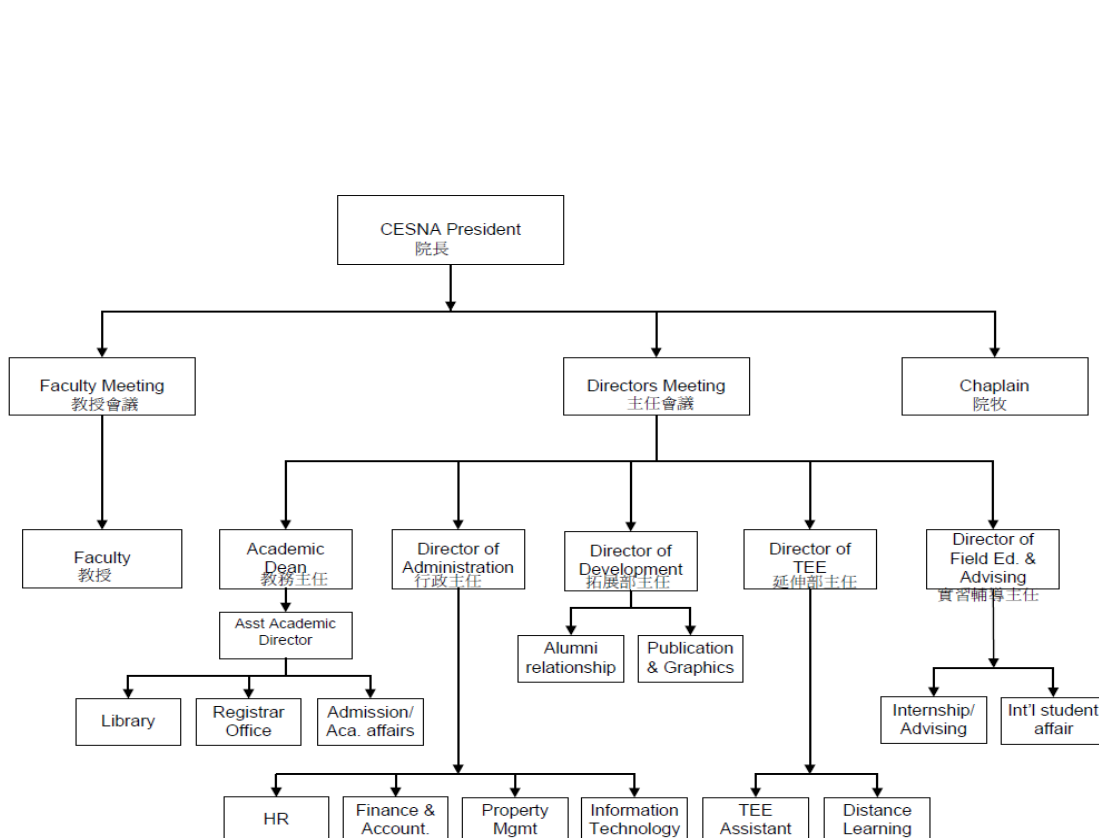 CESNA President
院長
Faculty Meeting
教授會議
Directors Meeting
主任會議
Chaplain
院牧
Faculty
教授
Academic
Dean
教務主任
Director of
Administration
行政主任
Director of
Development
拓展部主任
Director of
TEE
延伸部主任
Director of
Field Ed. &
Advising
實習輔導主任
Asst Academic
Director
Alumni
relationship
Publication
& Graphics
Library
Registrar
Office
Admission/
Aca. affairs
Internship/
Advising
Int'l student
affair
HR
Finance &
Account.
Property
Mgmt
Information
Technology
TEE
Assistant
Distance
Learning